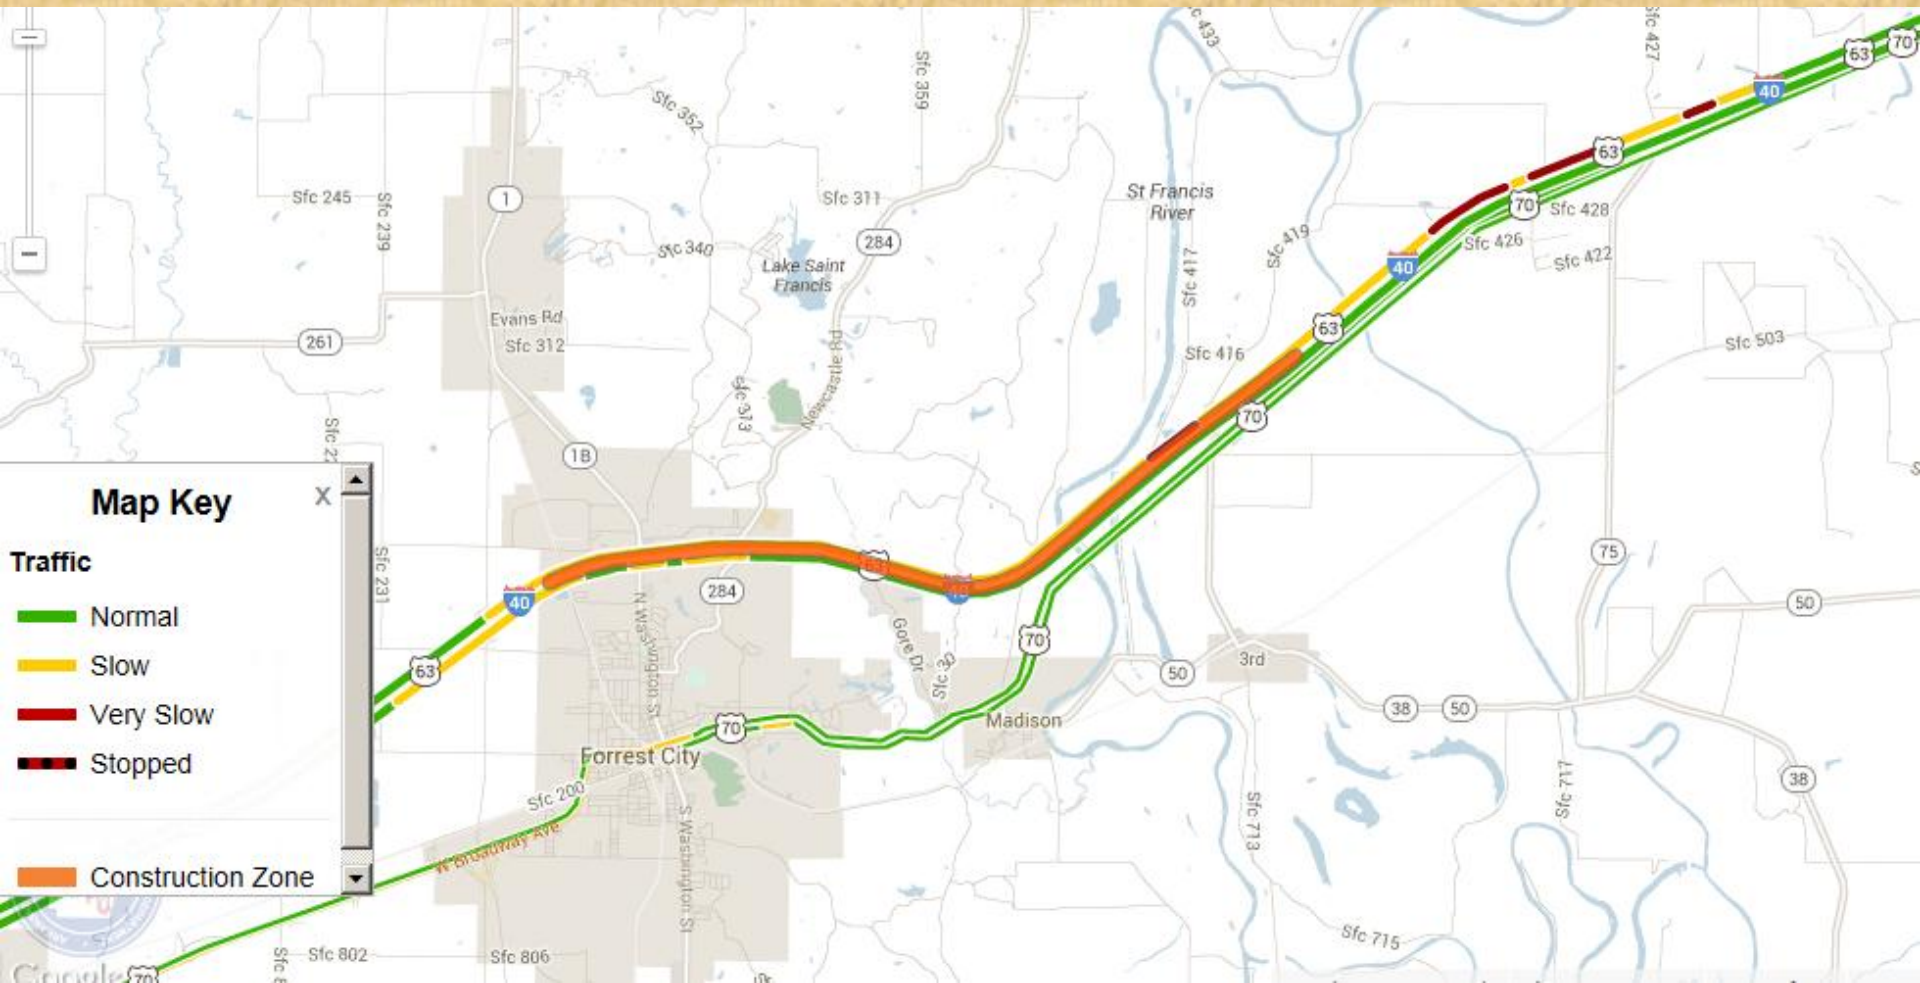 Sfc 433
Sfc 427
63
70
40
Sfc 359
Sfc 352
63
Sfc 245
Sfc 239
1
Sfc 311
St Francis
River
70
Sfc 428
Sfc 340
284
Sfc 419
Sfc 426
Sfc 422
Lake Saint
Francis
Sfc 417
40
Evans Rd
Sfc 312
261
63
Sfc 416
Sfc 503
Newcastle Rd
Sfc 373
70
1B
Map Key
X
Traffic
Normal
Slow
Very Slow
Stopped
Construction Zone
Sfc 231
40
63
284
63
75
50
N Washington St
Gore Dr
Sfc 30
70
3rd
50
38
50
Madison
70
Forrest City
38
Sfc 200
Sfc 717
Sfc 713
W Broadway Ave
S Washington St
Sfc 802
Sfc 806
Sfc 715
Google
70